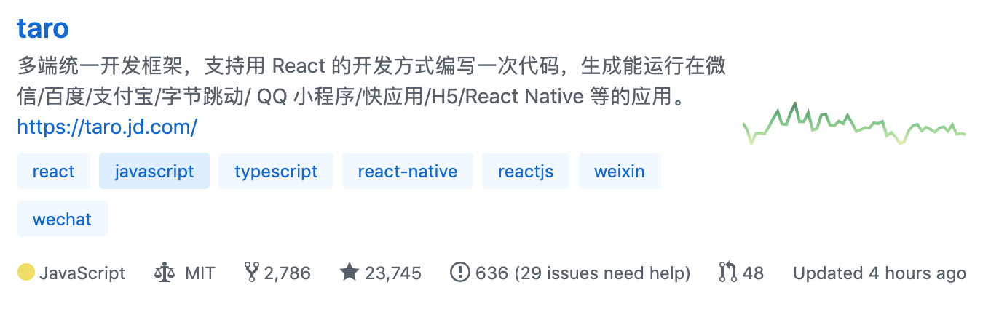 taro
多端统一开发框架，支持用 React 的开发方式编写一次代码，生成能运行在微
信/百度/支付宝/字节跳动/ QQ 小程序/快应用/H5/React Native 等的应用。
https://taro.jd.com/
react javascript typescript react-native reactjs weixin
wechat
JavaScript MIT 2,786 23,745 636 (29 issues need help) 48 Updated 4 hours ago